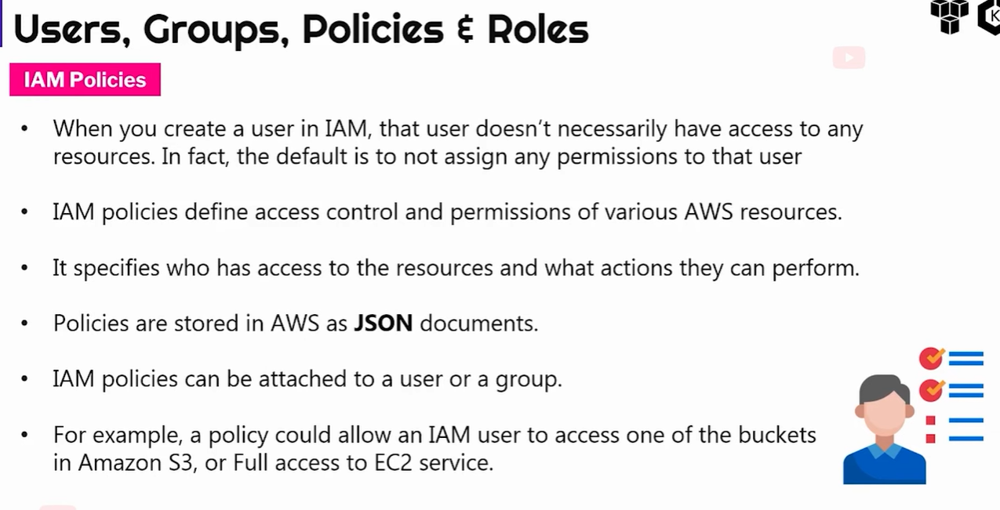 Users, Groups, Policies & Roles
K
IAM Policies
• When you create a user in IAM, that user doesn't necessarily have access to any
resources. In fact, the default is to not assign any permissions to that user
• IAM policies define access control and permissions of various AWS resources.
• It specifies who has access to the resources and what actions they can perform.
• Policies are stored in AWS as JSON documents.
• IAM policies can be attached to a user or a group.
• For example, a policy could allow an IAM user to access one of the buckets
in Amazon S3, or Full access to EC2 service.